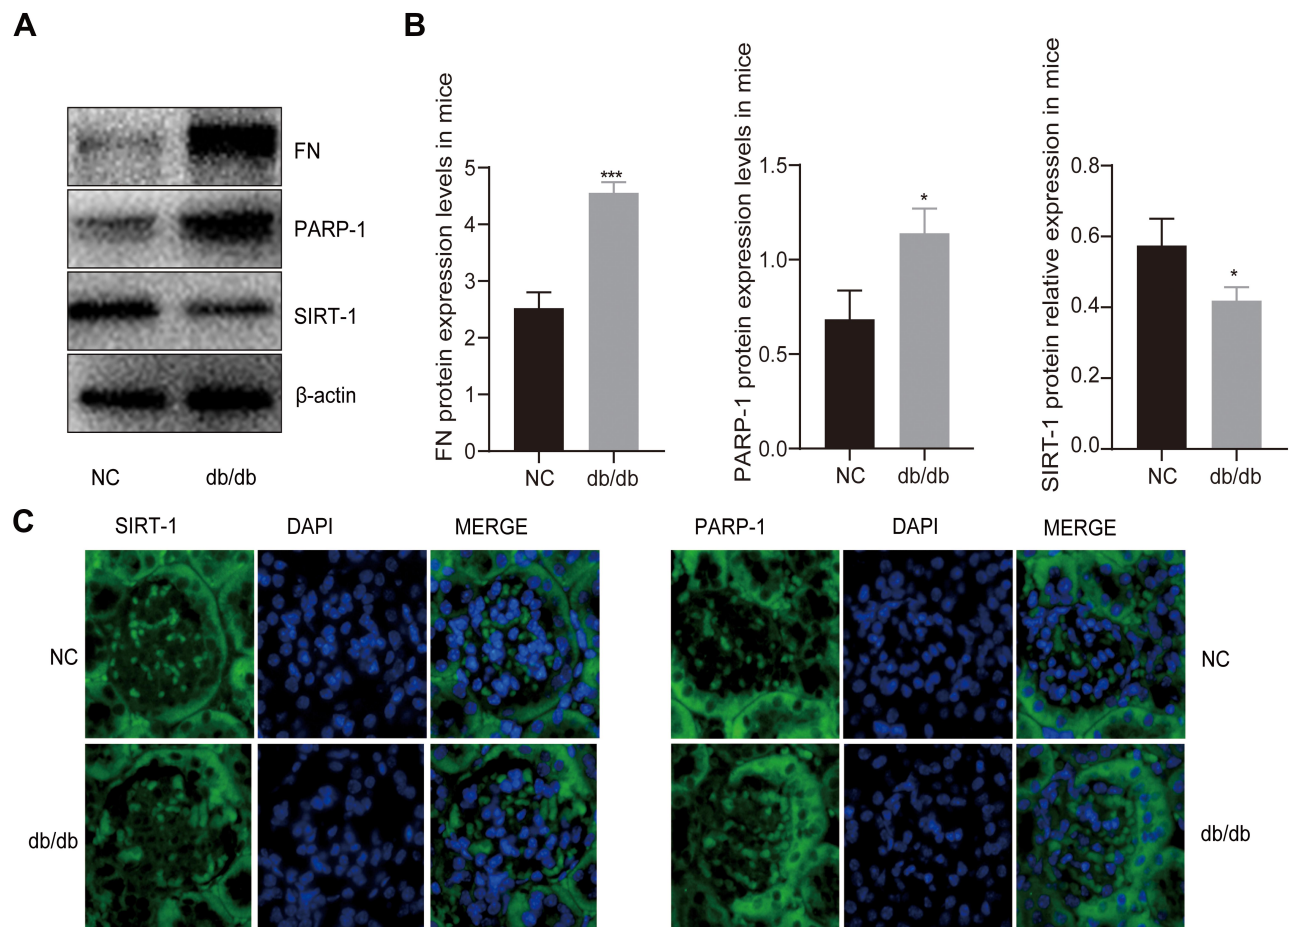 A
FN
PARP-1
SIRT-1
β-actin
NC db/db
B
FN protein expression levels in mice
5
4
3
2
1
0
***
NC db/db
PARP-1 protein expression levels in mice
1.5
1.0
0.5
0.0
*
NC db/db
SIRT-1 protein relative expression in mice
0.8
0.6
0.4
0.2
0.0
*
NC db/db
C
SIRT-1 DAPI MERGE
PARP-1 DAPI MERGE
NC
NC
db/db
db/db